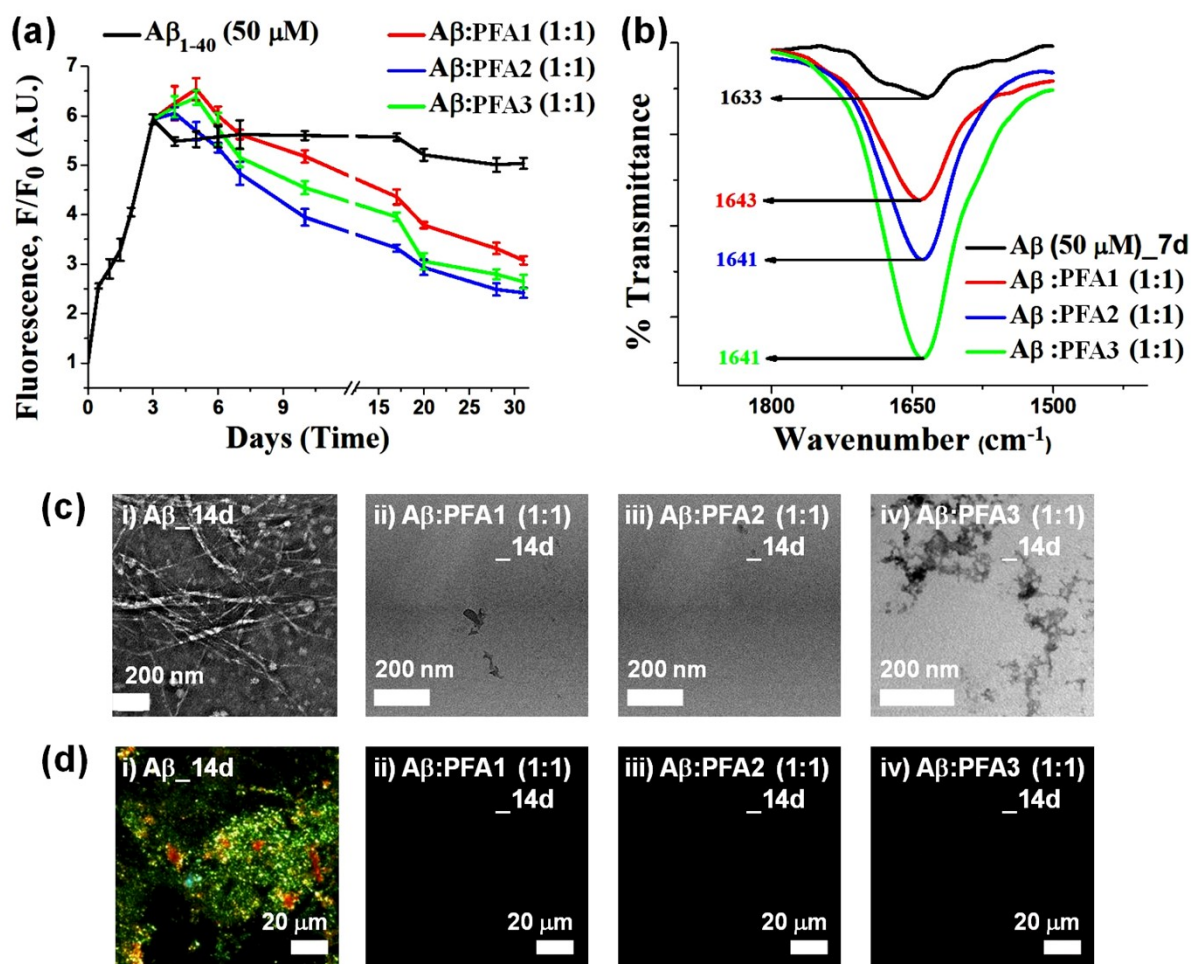 (a)
Aβ1-40 (50 μM)
Aβ:PFA1 (1:1)
Aβ:PFA2 (1:1)
Aβ:PFA3 (1:1)
Fluorescence, F/F0 (A.U.)
7
6
5
4
3
2
1
0 3 6 9 15 20 25 30
Days (Time)
(b)
% Transmittance
1633
1643
1641
1641
Aβ (50 μM)_7d
Aβ:PFA1 (1:1)
Aβ:PFA2 (1:1)
Aβ:PFA3 (1:1)
1800 1650 1500
Wavenumber (cm-1)
(c)
i) Aβ_14d
200 nm
ii) Aβ:PFA1 (1:1)
_14d
200 nm
iii) Aβ:PFA2 (1:1)
_14d
200 nm
iv) Aβ:PFA3 (1:1)
_14d
200 nm
(d)
i) Aβ_14d
20 μm
ii) Aβ:PFA1 (1:1)
_14d
20 μm
iii) Aβ:PFA2 (1:1)
_14d
20 μm
iv) Aβ:PFA3 (1:1)
_14d
20 μm